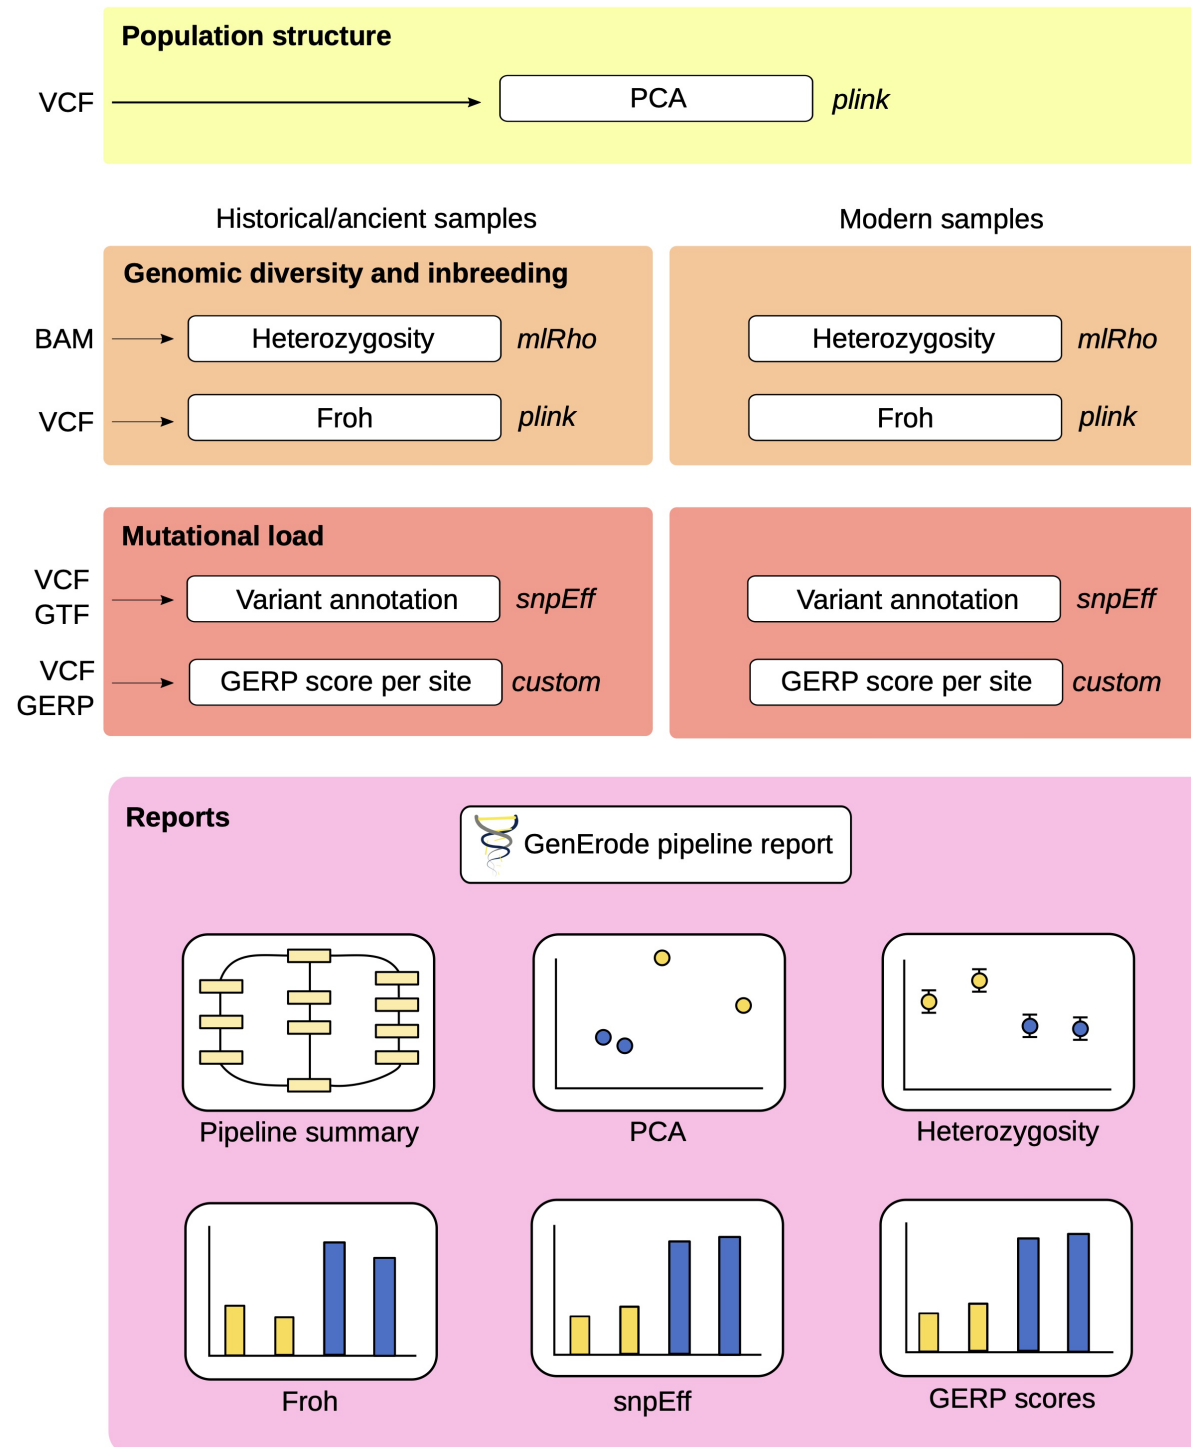 Population structure
VCF
PCA
plink
Historical/ancient samples
Modern samples
Genomic diversity and inbreeding
BAM
Heterozygosity
mlRho
Heterozygosity
mlRho
VCF
Froh
plink
Froh
plink
Mutational load
VCF
GTF
Variant annotation
snpEff
Variant annotation
snpEff
VCF
GERP
GERP score per site
custom
GERP score per site
custom
Reports
GenErode pipeline report
Pipeline summary
PCA
Heterozygosity
Froh
snpEff
GERP scores